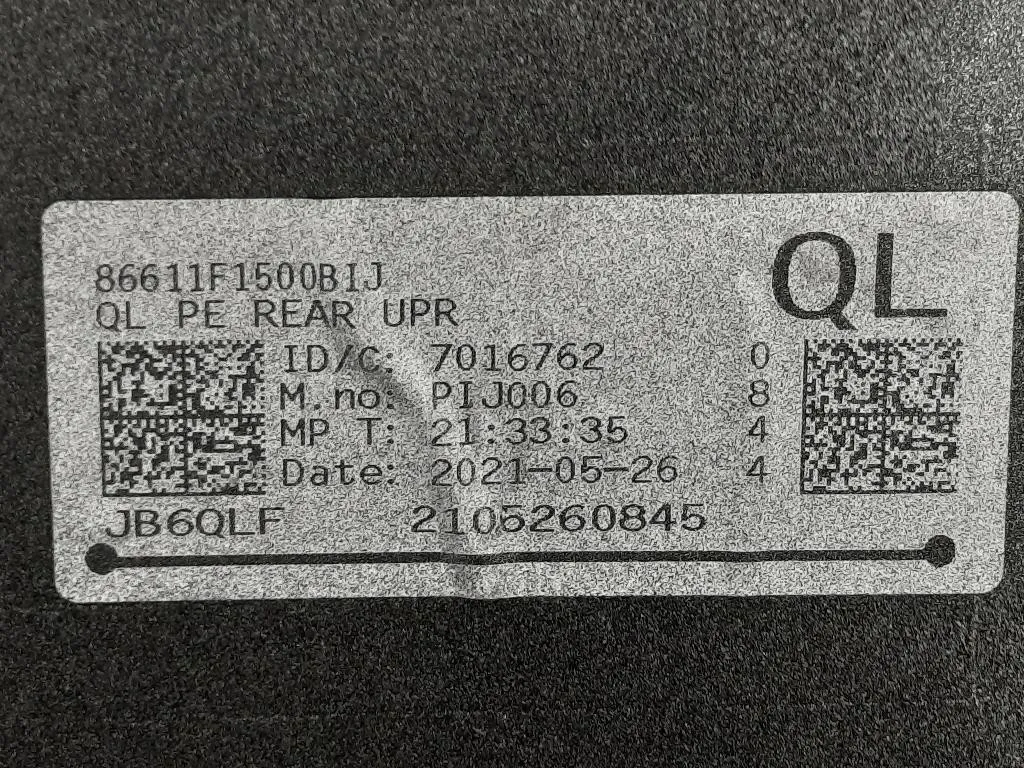 QL
86611F1500BIJ
QL PE REAR UPR
ID/C: 7016762 0
M.no: PIJ006 8
MP T: 21:33:35 4
Date: 2021-05-26 4
JB6QLF 2105260845